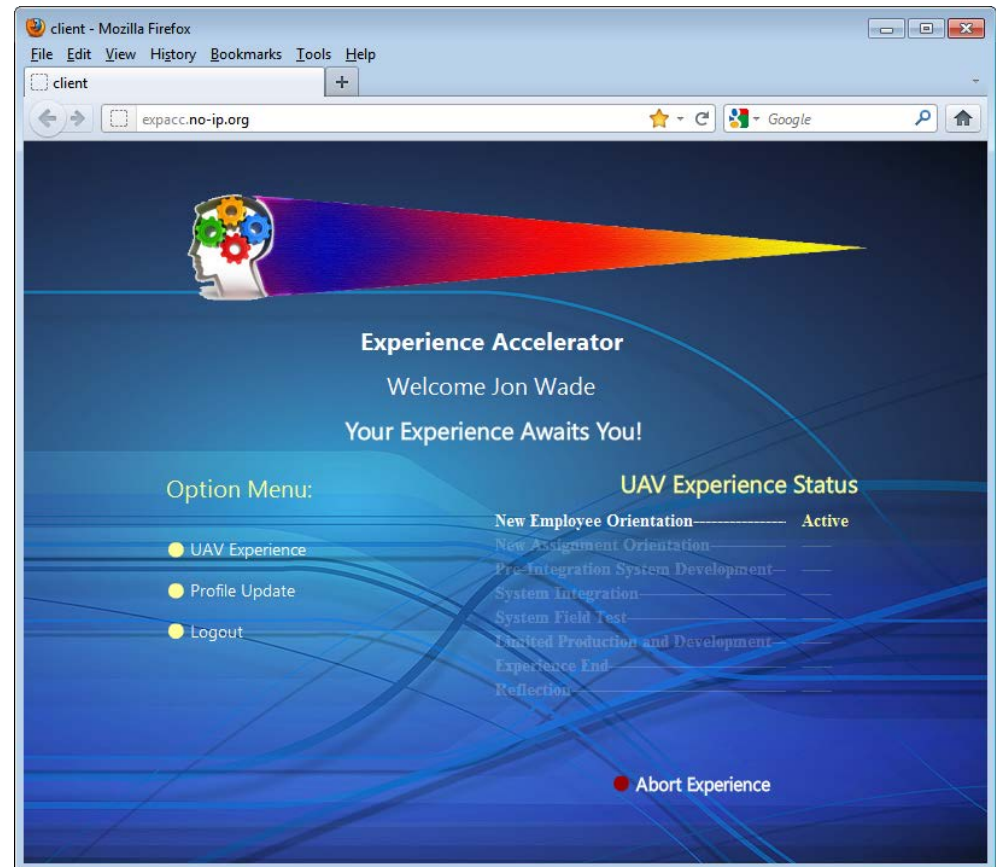 client - Mozilla Firefox
File Edit View History Bookmarks Tools Help
client
expacc.no-ip.org
Google
Experience Accelerator
Welcome Jon Wade
Your Experience Awaits You!
Option Menu:
UAV Experience
Profile Update
Logout
UAV Experience Status
New Employee Orientation---------------- Active
New Assignment Orientation
Pre-Integration System Development
System Integration
System Field Test
Limited Production and Development
Experience End
Reflection
Abort Experience